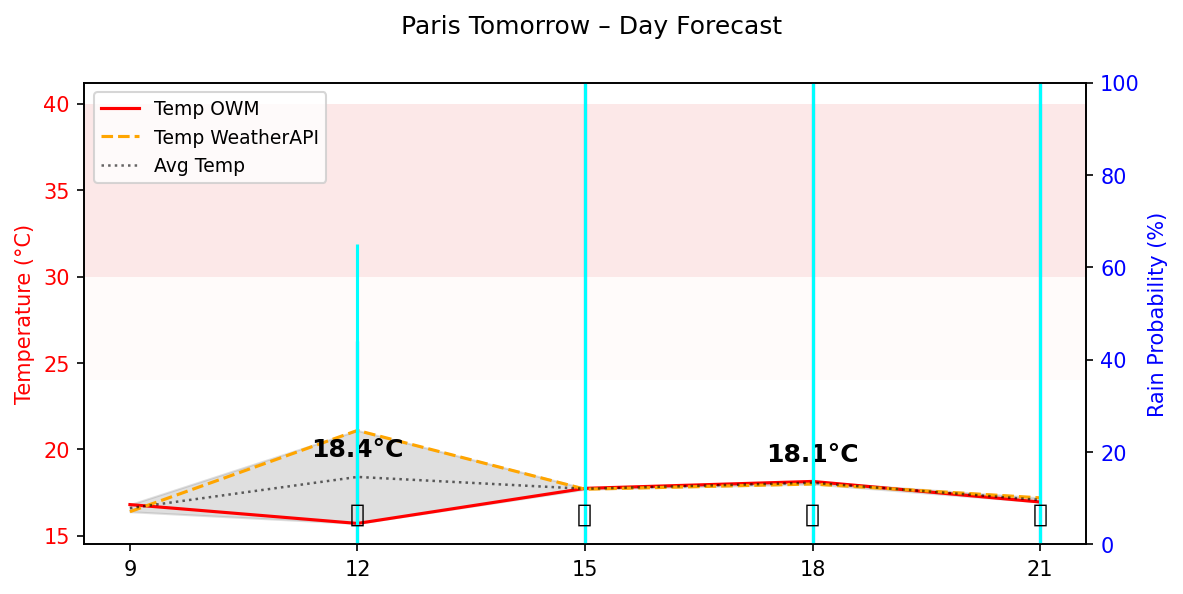 Paris Tomorrow – Day Forecast
Temp OWM
Temp WeatherAPI
Avg Temp
Temperature (°C)
40
35
30
25
20
15
Rain Probability (%)
100
80
60
40
20
0
18.4°C
18.1°C
9
12
15
18
21